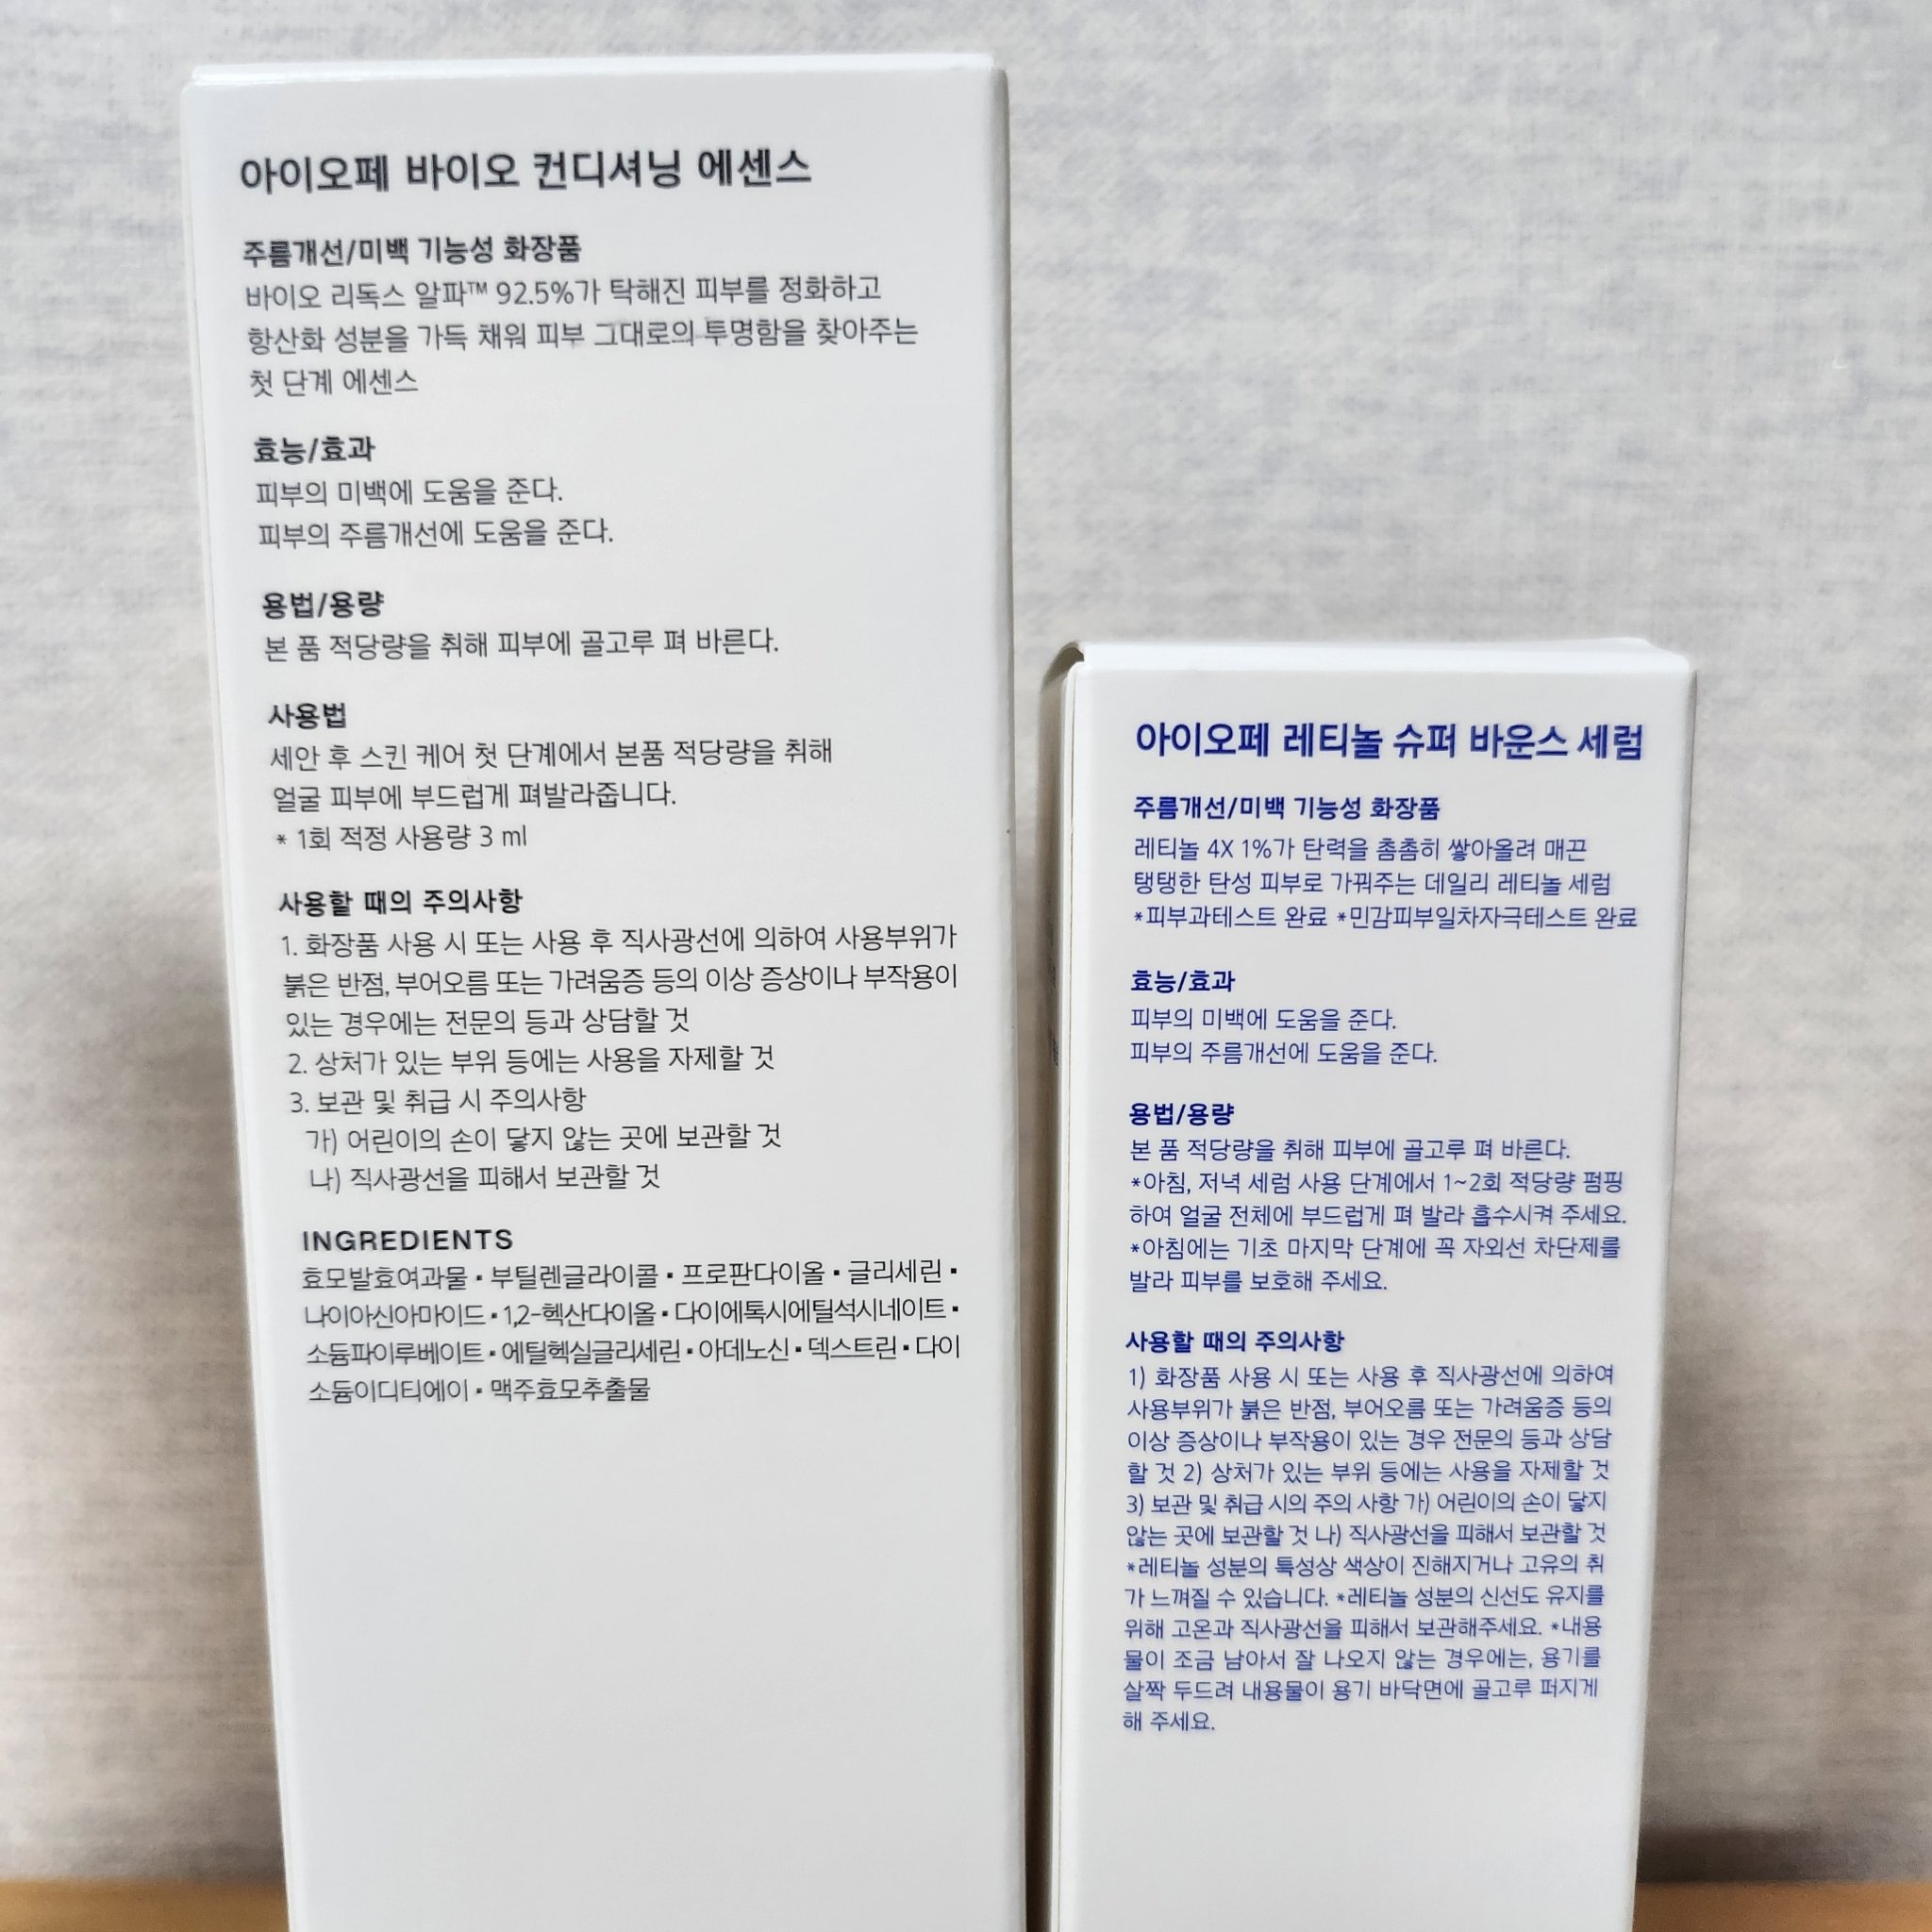 아이오페 바이오 컨디셔닝 에센스
주름개선/미백 기능성 화장품
바이오 리독스 알파™ 92.5%가 탁해진 피부를 정화하고
항산화 성분을 가득 채워 피부 그대로의 투명함을 찾아주는
첫 단계 에센스
효능/효과
피부의 미백에 도움을 준다.
피부의 주름개선에 도움을 준다.
용법/용량
본 품 적당량을 취해 피부에 골고루 펴 바른다.
사용법
세안 후 스킨 케어 첫 단계에서 본품 적당량을 취해
얼굴 피부에 부드럽게 펴발라줍니다.
* 1회 적정 사용량 3 ml
사용할 때의 주의사항
1. 화장품 사용 시 또는 사용 후 직사광선에 의하여 사용부위가
붉은 반점, 부어오름 또는 가려움증 등의 이상 증상이나 부작용이
있는 경우에는 전문의 등과 상담할 것
2. 상처가 있는 부위 등에는 사용을 자제할 것
3. 보관 및 취급 시 주의사항
가) 어린이의 손이 닿지 않는 곳에 보관할 것
나) 직사광선을 피해서 보관할 것
INGREDIENTS
효모발효여과물 ▪ 부틸렌글라이콜 ▪ 프로판다이올 ▪ 글리세린 ▪
나이아신아마이드 ▪ 1,2-헥산다이올 ▪ 다이에톡시에틸석시네이트 ▪
소듐파이루베이트 ▪ 에틸헥실글리세린 ▪ 아데노신 ▪ 덱스트린 ▪ 다이
소듐이디티에이 ▪ 맥주효모추출물
아이오페 레티놀 슈퍼 바운스 세럼
주름개선/미백 기능성 화장품
레티놀 4X 1%가 탄력을 촘촘히 쌓아올려 매끈
탱탱한 탄성 피부로 가꿔주는 데일리 레티놀 세럼
*피부과테스트 완료 *민감피부일차자극테스트 완료
효능/효과
피부의 미백에 도움을 준다.
피부의 주름개선에 도움을 준다.
용법/용량
본 품 적당량을 취해 피부에 골고루 펴 바른다.
*아침, 저녁 세럼 사용 단계에서 1~2회 적당량 펌핑
하여 얼굴 전체에 부드럽게 펴 발라 흡수시켜 주세요.
*아침에는 기초 마지막 단계에 꼭 자외선 차단제를
발라 피부를 보호해 주세요.
사용할 때의 주의사항
1) 화장품 사용 시 또는 사용 후 직사광선에 의하여
사용부위가 붉은 반점, 부어오름 또는 가려움증 등의
이상 증상이나 부작용이 있는 경우 전문의 등과 상담
할 것 2) 상처가 있는 부위 등에는 사용을 자제할 것
3) 보관 및 취급 시의 주의 사항 가) 어린이의 손이 닿지
않는 곳에 보관할 것 나) 직사광선을 피해서 보관할 것
*레티놀 성분의 특성상 색상이 진해지거나 고유의 취
가 느껴질 수 있습니다. *레티놀 성분의 신선도 유지를
위해 고온과 직사광선을 피해서 보관해주세요. *내용
물이 조금 남아서 잘 나오지 않는 경우에는, 용기를
살짝 두드려 내용물이 용기 바닥면에 골고루 퍼지게
해 주세요.